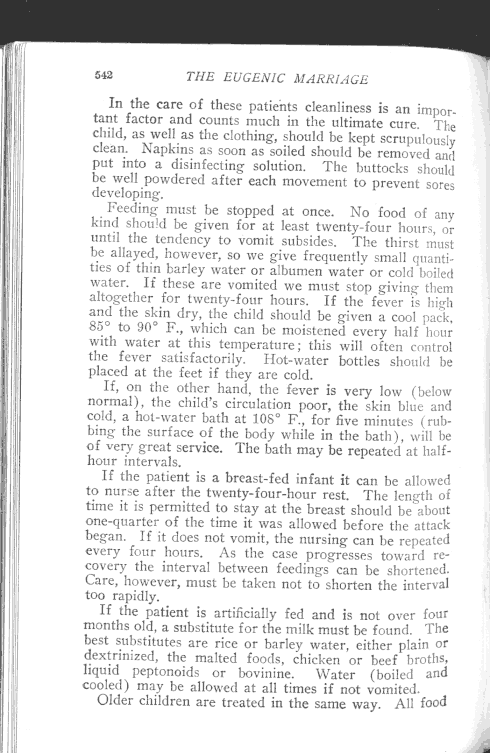 542 THE EUGENIC MARRIAGE
In the care of these patients cleanliness is an impor-
tant factor and counts much in the ultimate cure. The
child, as well as the clothing, should be kept scrupulously
clean. Napkins as soon as soiled should be removed and
put into a disinfecting solution. The buttocks should
be well powdered after each movement to prevent sores
developing.
Feeding must be stopped at once. No food of any
kind should be given for at least twenty-four hours, or
until the tendency to vomit subsides. The thirst must
be allayed, however, so we give frequently small quanti-
ties of thin barley water or albumen water or cold boiled
water. If these are vomited we must stop giving them
altogether for twenty-four hours. If the fever is high
and the skin dry, the child should be given a cool pack,
85° to 90° F., which can be moistened every half hour
with water at this temperature; this will often control
the fever satisfactorily. Hot-water bottles should be
placed at the feet if they are cold.
If, on the other hand, the fever is very low (below
normal), the child's circulation poor, the skin blue and
cold, a hot-water bath at 108° F., for five minutes (rub-
bing the surface of the body while in the bath), will be
of very great service. The bath may be repeated at half-
hour intervals.
If the patient is a breast-fed infant it can be allowed
to nurse after the twenty-four-hour rest. The length of
time it is permitted to stay at the breast should be about
one-quarter of the time it was allowed before the attack
began. If it does not vomit, the nursing can be repeated
every four hours. As the case progresses toward re-
covery the interval between feedings can be shortened.
Care, however, must be taken not to shorten the interval
too rapidly.
If the patient is artificially fed and is not over four
months old, a substitute for the milk must be found. The
best substitutes are rice or barley water, either plain or
dextrinized, the malted foods, chicken or beef broths,
liquid peptonoids or bovinine. Water (boiled and
cooled) may be allowed at all times if not vomited.
Older children are treated in the same way. All food